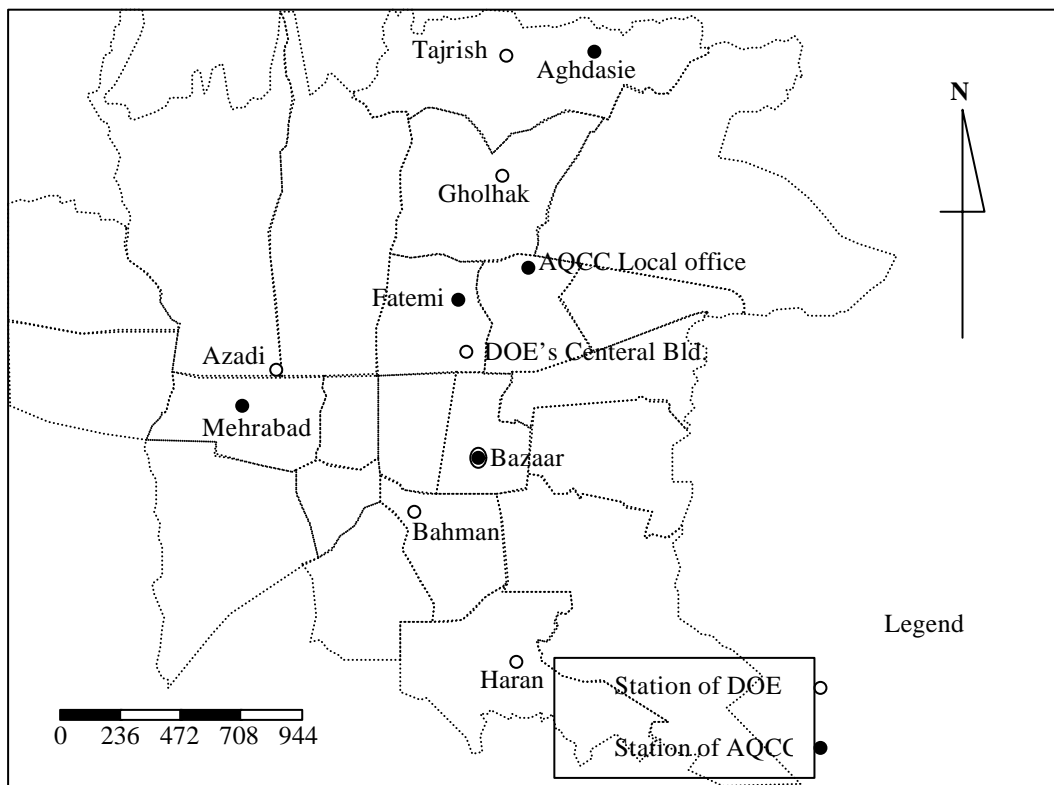 Tajrish
Aghdasie
N
Gholhak
AQCC Local office
Fatemi
DOE's Centeral Bld.
Azadi
Mehrabad
Bazaar
Bahman
Legend
Haran
Station of DOE
Station of AQCC
0 236 472 708 944